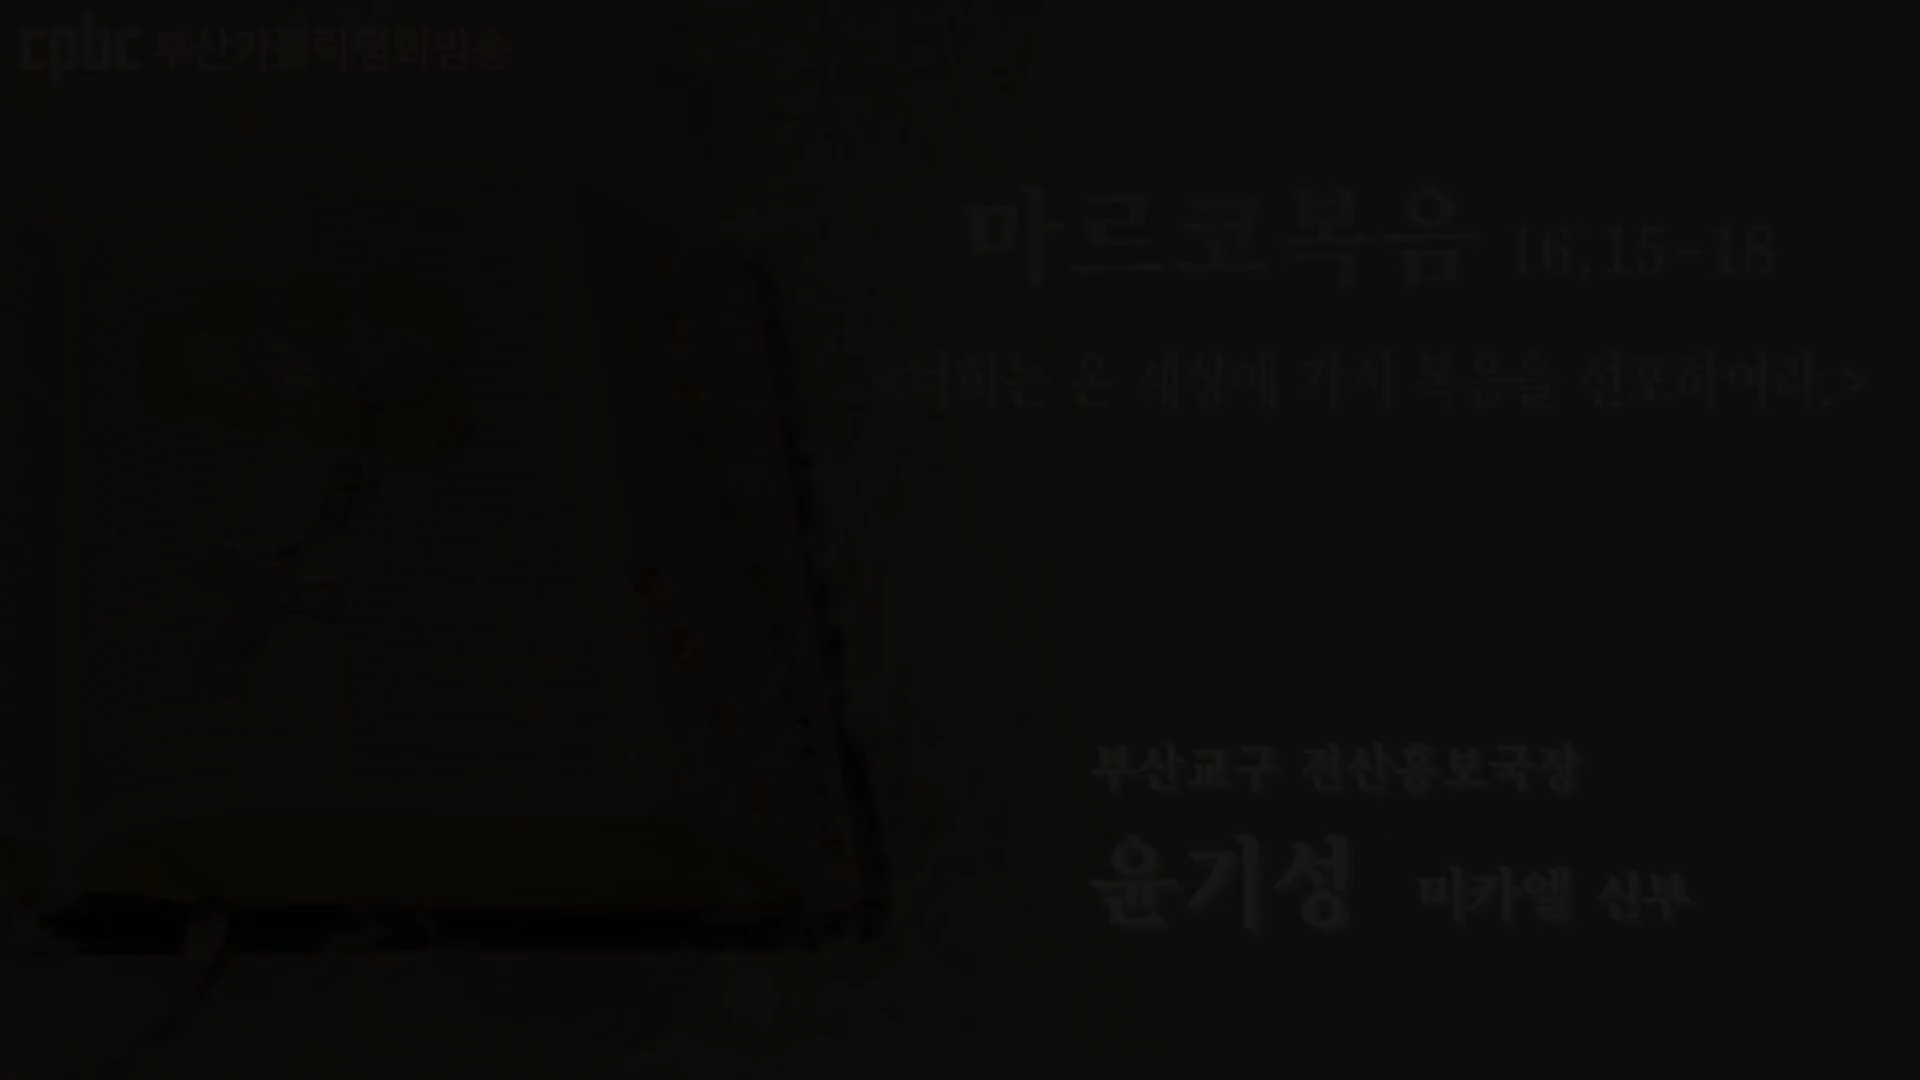 cpbc 부산가톨릭평화방송
마르코복음 16,15-18
<너희는 온 세상에 가서 복음을 선포하여라.>
부산교구 전산홍보국장
윤기성 미카엘 신부